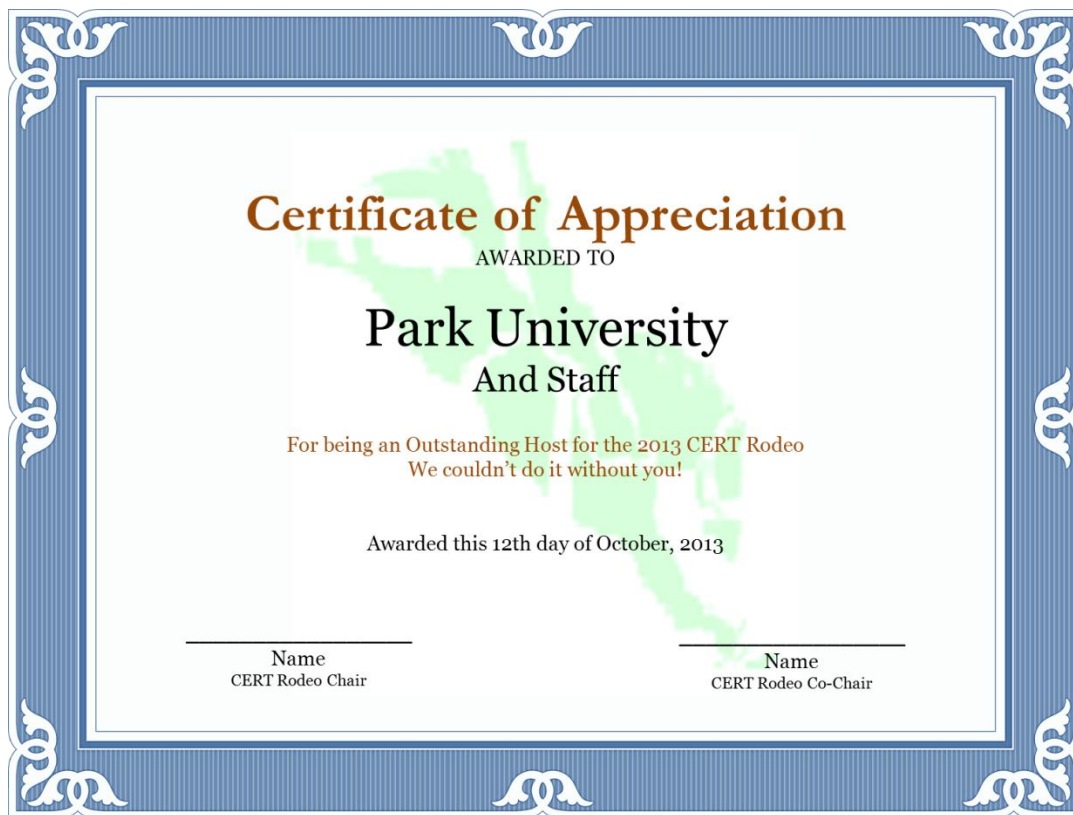 Certificate of Appreciation
AWARDED TO
Park University
And Staff
For being an Outstanding Host for the 2013 CERT Rodeo
We couldn't do it without you!
Awarded this 12th day of October, 2013
Name
CERT Rodeo Chair
Name
CERT Rodeo Co-Chair